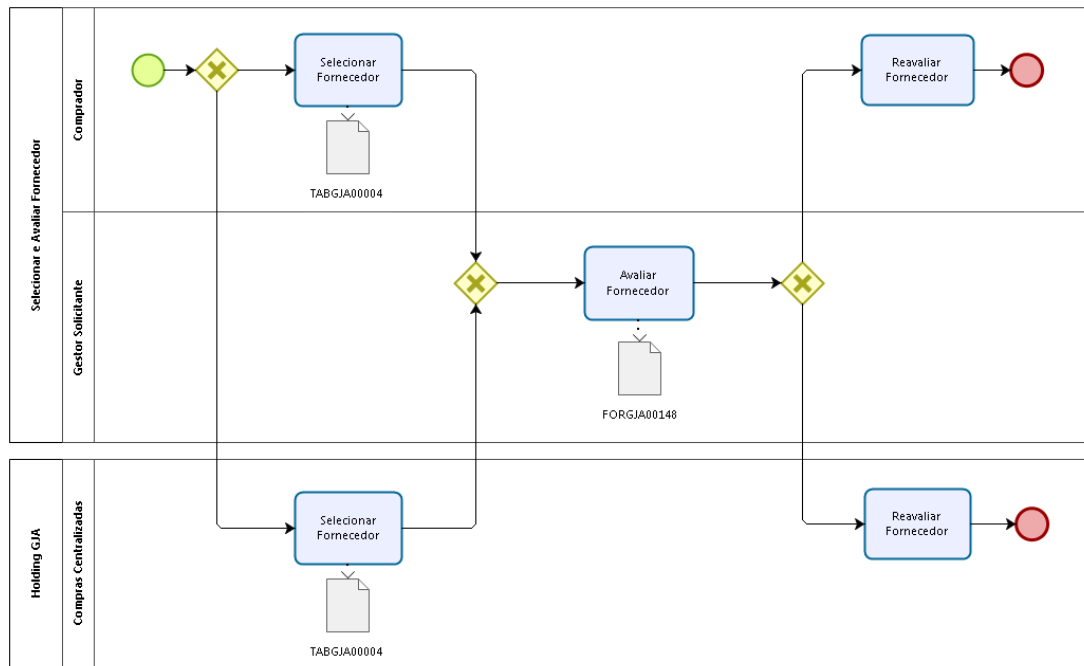 Selecionar e Avaliar Fornecedor
Comprador
Selecionar
Fornecedor
TABGJA00004
Reavaliar
Fornecedor
Gestor Solicitante
Avaliar
Fornecedor
FORGJA00148
Holding GJA
Compras Centralizadas
Selecionar
Fornecedor
TABGJA00004
Reavaliar
Fornecedor